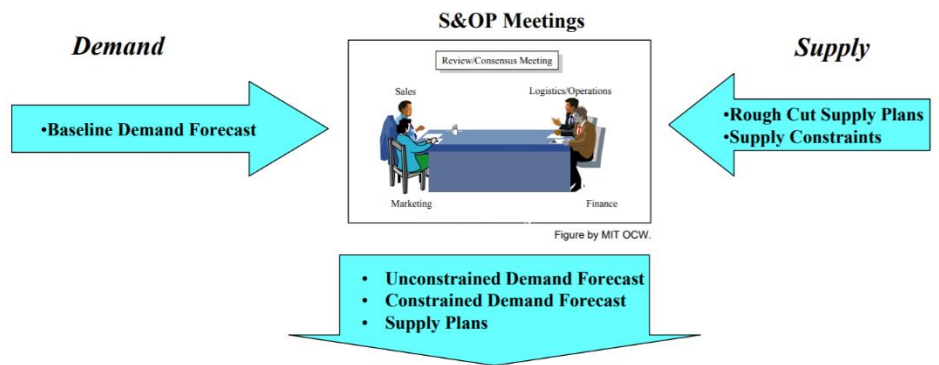 S&OP Meetings
Demand
Supply
Review/Consensus Meeting
Sales
Logistics/Operations
•Baseline Demand Forecast
•Rough Cut Supply Plans
•Supply Constraints
Marketing
Finance
Figure by MIT OCW.
• Unconstrained Demand Forecast
• Constrained Demand Forecast
• Supply Plans